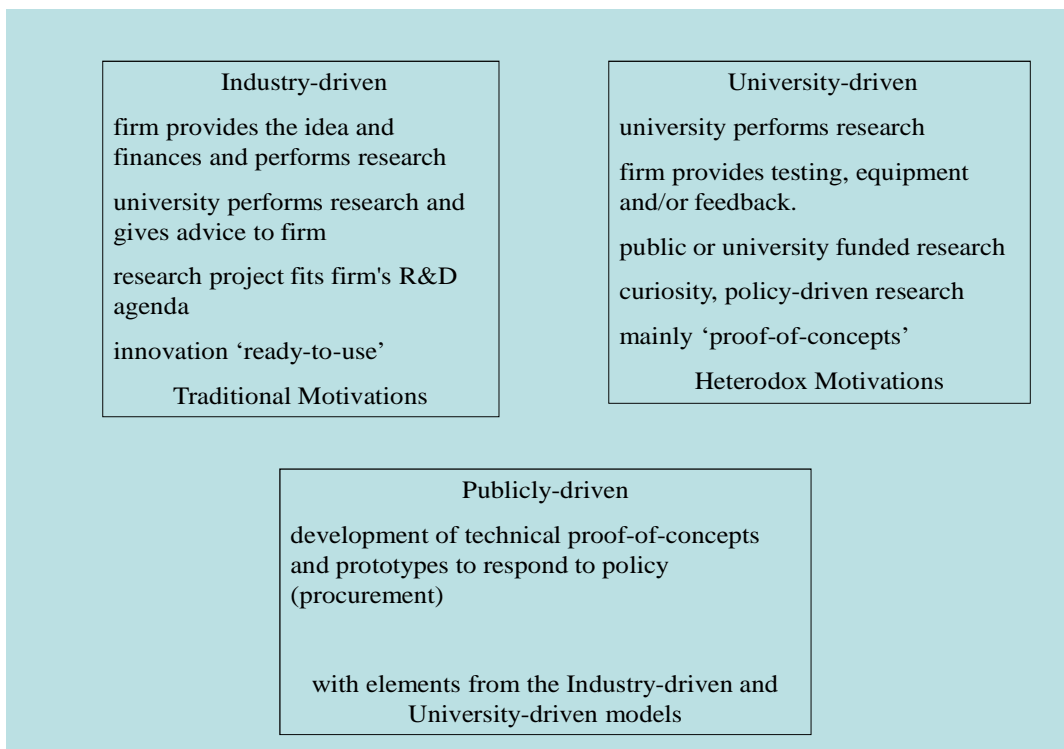 Industry-driven
firm provides the idea and
finances and performs research
university performs research and
gives advice to firm
research project fits firm's R&D
agenda
innovation ‘ready-to-use’
Traditional Motivations
University-driven
university performs research
firm provides testing, equipment
and/or feedback.
public or university funded research
curiosity, policy-driven research
mainly ‘proof-of-concepts’
Heterodox Motivations
Publicly-driven
development of technical proof-of-concepts
and prototypes to respond to policy
(procurement)
with elements from the Industry-driven and
University-driven models